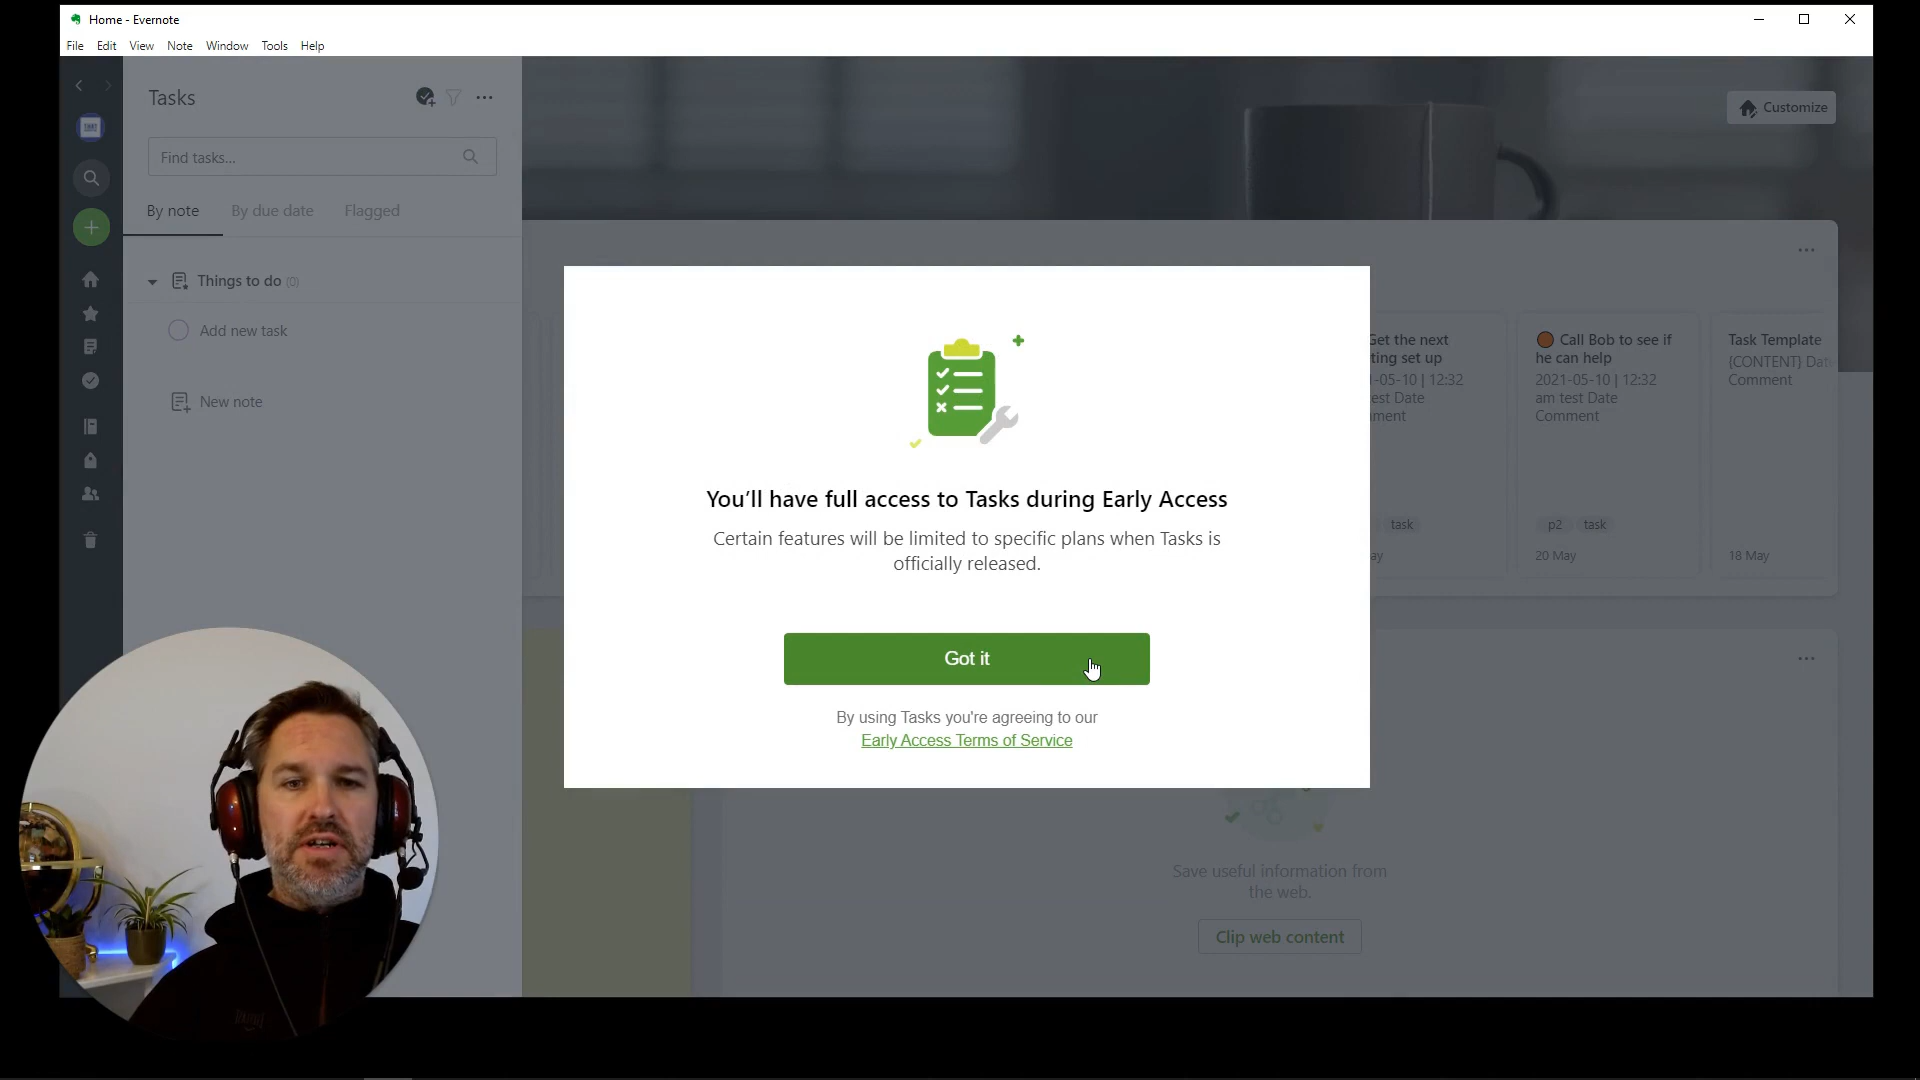 Home - Evernote
File Edit View Note Window Tools Help
Tasks
Customize
Find tasks...
By note By due date Flagged
Things to do (0)
Add new task
New note
You'll have full access to Tasks during Early Access
Certain features will be limited to specific plans when Tasks is
officially released.
Got it
By using Tasks you're agreeing to our
Early Access Terms of Service
Get the next
ting set up
-05-10 | 12:32
est Date
ment
task
ay
Call Bob to see if
he can help
2021-05-10 | 12:32
am test Date
Comment
p2 task
20 May
Task Template
{CONTENT} Dat
Comment
18 May
Save useful information from
the web.
Clip web content